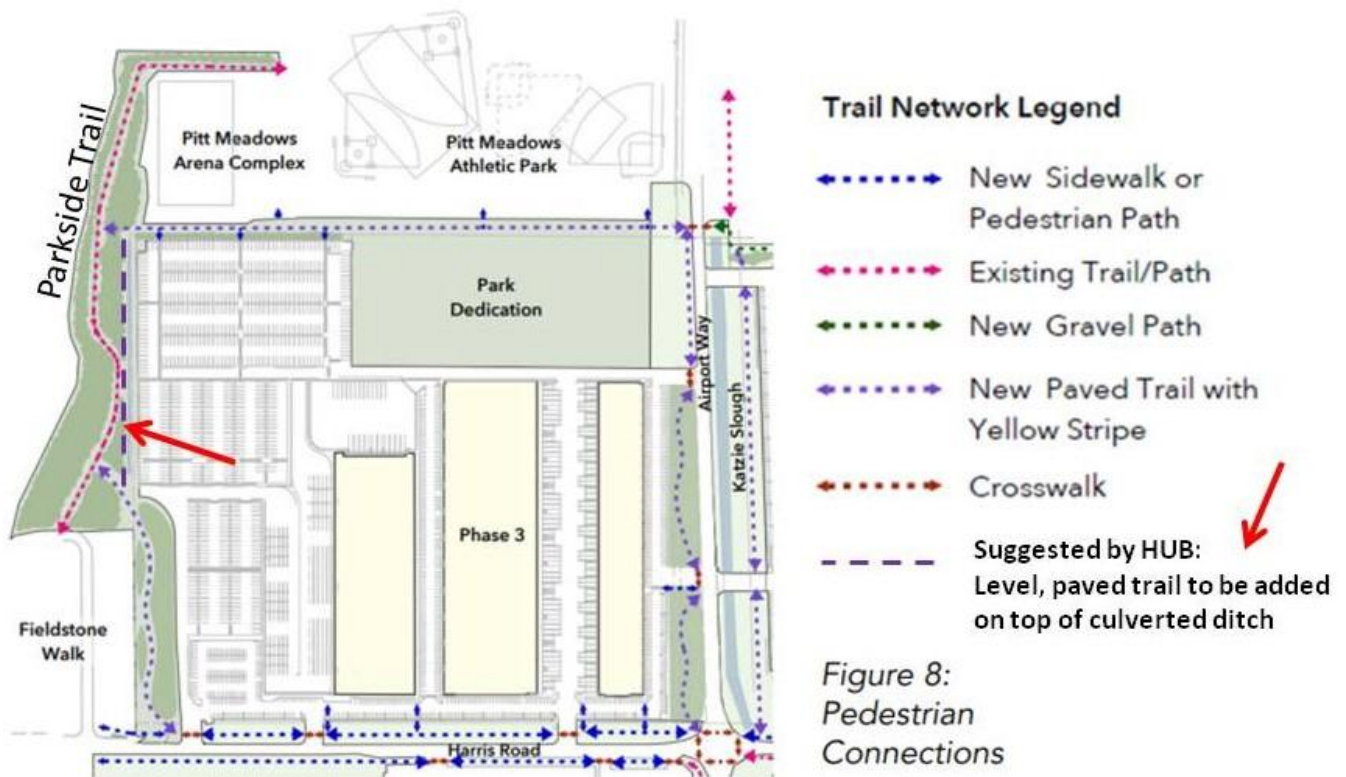 Parkside Trail
Pitt Meadows
Arena Complex
Pitt Meadows
Athletic Park
Park
Dedication
Airport Way
Katzie Slough
Phase 3
Fieldstone
Walk
Harris Road
Trail Network Legend
New Sidewalk or
Pedestrian Path
Existing Trail/Path
New Gravel Path
New Paved Trail with
Yellow Stripe
Crosswalk
Suggested by HUB:
Level, paved trail to be added
on top of culverted ditch
Figure 8:
Pedestrian
Connections